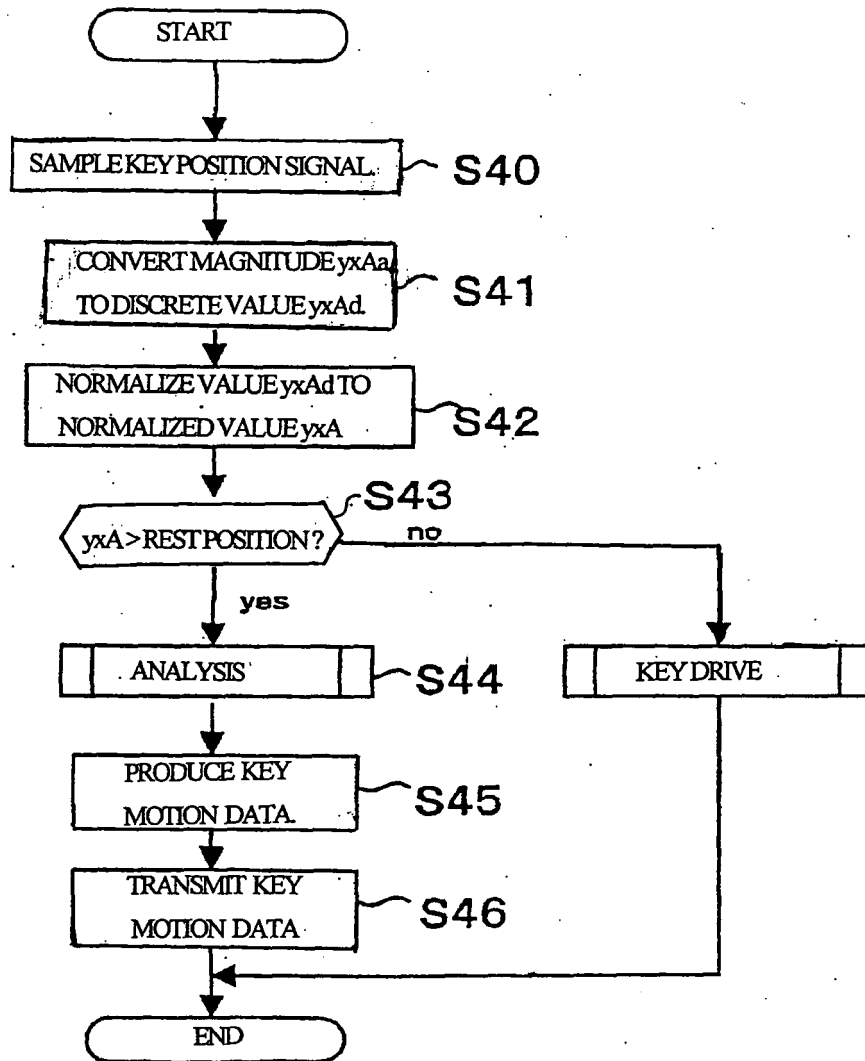 START
SAMPLE KEY POSITION SIGNAL.
S40
CONVERT MAGNITUDE yxAa
TO DISCRETE VALUE yxAd.
S41
NORMALIZE VALUE yxAd TO
NORMALIZED VALUE yxA
S42
S43
yxA > REST POSITION ?
no
yes
ANALYSIS
S44
KEY DRIVE
PRODUCE KEY
MOTION DATA.
S45
TRANSMIT KEY
MOTION DATA
S46
END